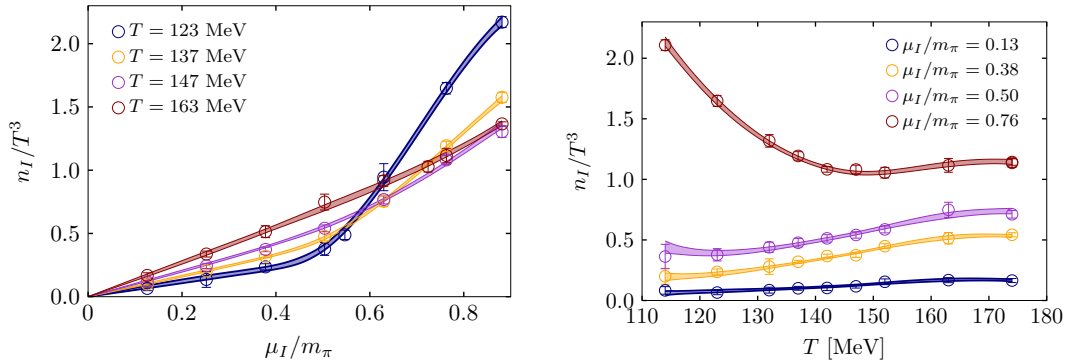 2.0
1.5
1.0
0.5
0.0
n_I/T^3
T = 123 MeV
T = 137 MeV
T = 147 MeV
T = 163 MeV
0 0.2 0.4 0.6 0.8
μ_I/m_π
2.0
1.5
1.0
0.5
0.0
n_I/T^3
μ_I/m_π = 0.13
μ_I/m_π = 0.38
μ_I/m_π = 0.50
μ_I/m_π = 0.76
110 120 130 140 150 160 170 180
T [MeV]